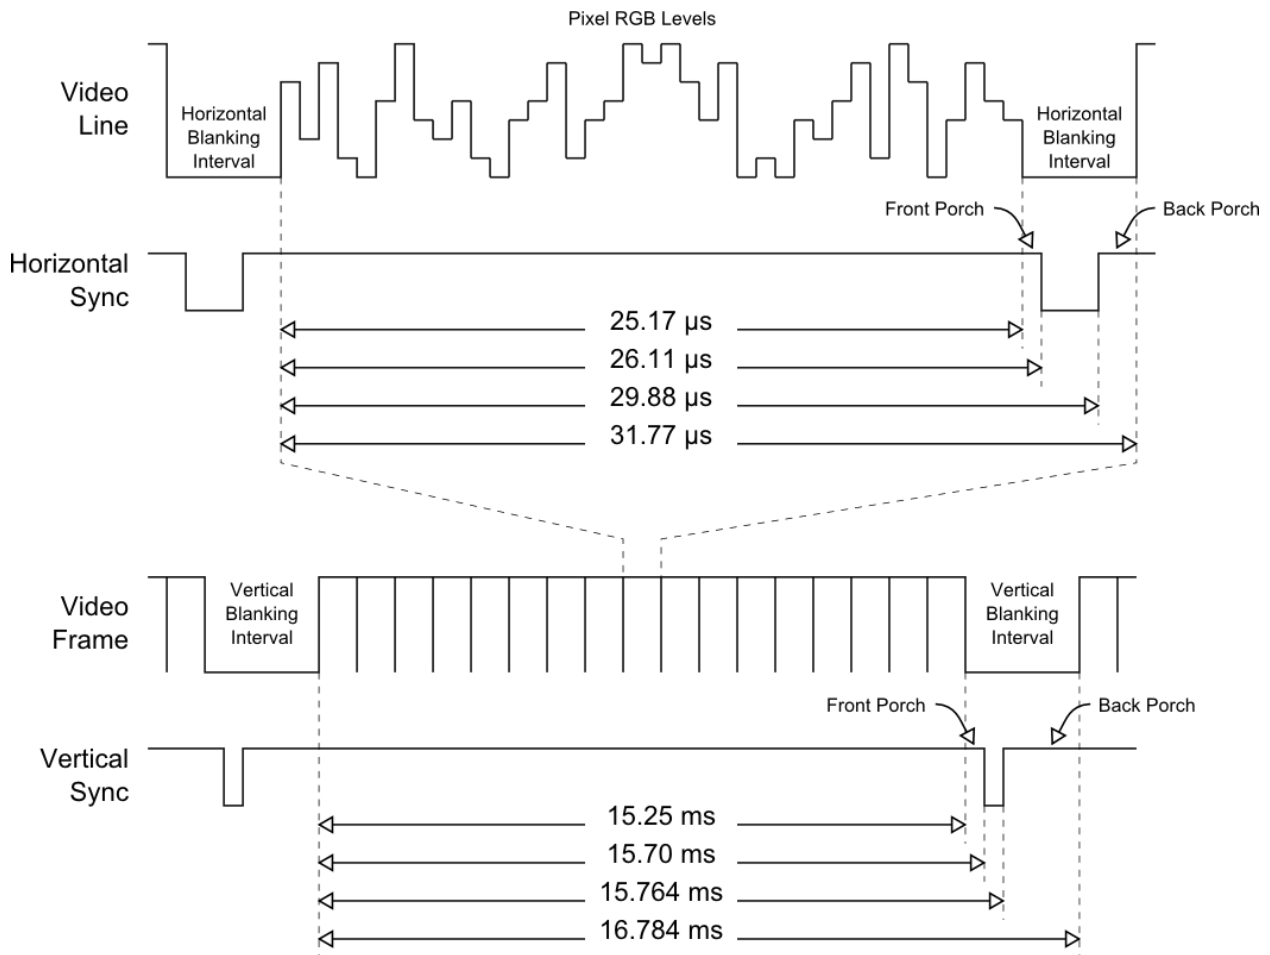 Pixel RGB Levels
Video
Line
Horizontal
Blanking
Interval
Horizontal
Blanking
Interval
Front Porch
Back Porch
Horizontal
Sync
25.17 μs
26.11 μs
29.88 μs
31.77 μs
Video
Frame
Vertical
Blanking
Interval
Vertical
Blanking
Interval
Front Porch
Back Porch
Vertical
Sync
15.25 ms
15.70 ms
15.764 ms
16.784 ms